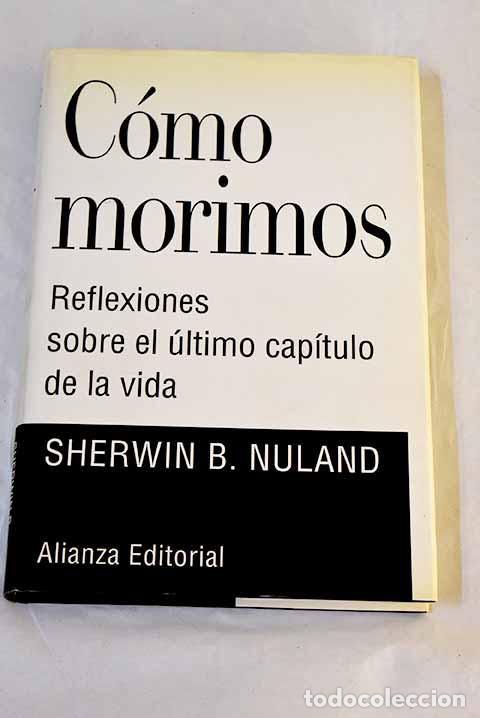 Cómo
morimos
Reflexiones
sobre el último capítulo
de la vida
SHERWIN B. NULAND
Alianza Editorial
todocoleccion